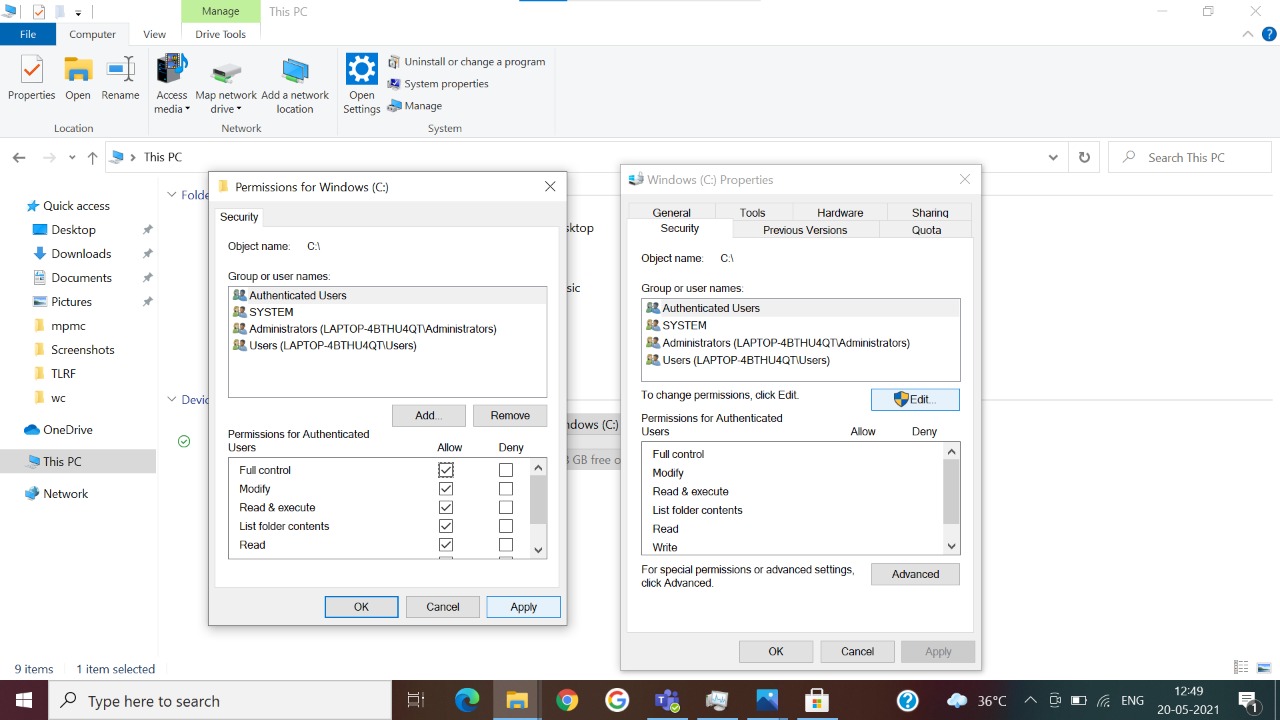 Manage
This PC
File
Computer
View
Drive Tools
Properties
Open
Rename
Access
media
Map network
drive
Add a network
location
Open
Settings
Uninstall or change a program
System properties
Manage
Location
Network
System
This PC
Search This PC
Quick access
Desktop
Downloads
Documents
Pictures
mpmc
Screenshots
TLRF
wc
OneDrive
This PC
Network
Folde
Devic
sktop
sic
ndows (C:)
GB free o
Permissions for Windows (C:)
Security
Object name: C:\
Group or user names:
Authenticated Users
SYSTEM
Administrators (LAPTOP-4BTHU4QT\Administrators)
Users (LAPTOP-4BTHU4QT\Users)
Add...
Remove
Permissions for Authenticated
Users
Allow
Deny
Full control
Modify
Read & execute
List folder contents
Read
OK
Cancel
Apply
Windows (C:) Properties
General
Tools
Hardware
Sharing
Security
Previous Versions
Quota
Object name: C:\
Group or user names:
Authenticated Users
SYSTEM
Administrators (LAPTOP-4BTHU4QT\Administrators)
Users (LAPTOP-4BTHU4QT\Users)
To change permissions, click Edit.
Edit...
Permissions for Authenticated
Users
Allow
Deny
Full control
Modify
Read & execute
List folder contents
Read
Write
For special permissions or advanced settings,
click Advanced.
Advanced
OK
Cancel
Apply
9 items
1 item selected
Type here to search
36°C
ENG
12:49
20-05-2021
1